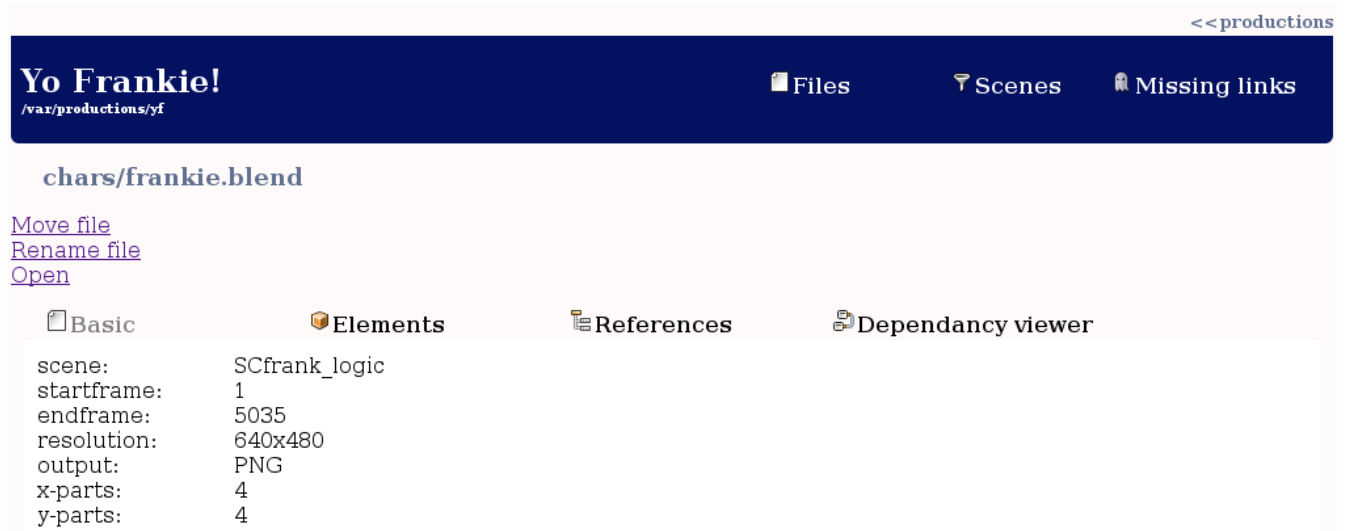 <<productions
Yo Frankie!
/var/productions/yf
Files Scenes Missing links
chars/frankie.blend
Move file
Rename file
Open
Basic Elements References Dependancy viewer
scene: SCfrank_logic
startframe: 1
endframe: 5035
resolution: 640x480
output: PNG
x-parts: 4
y-parts: 4